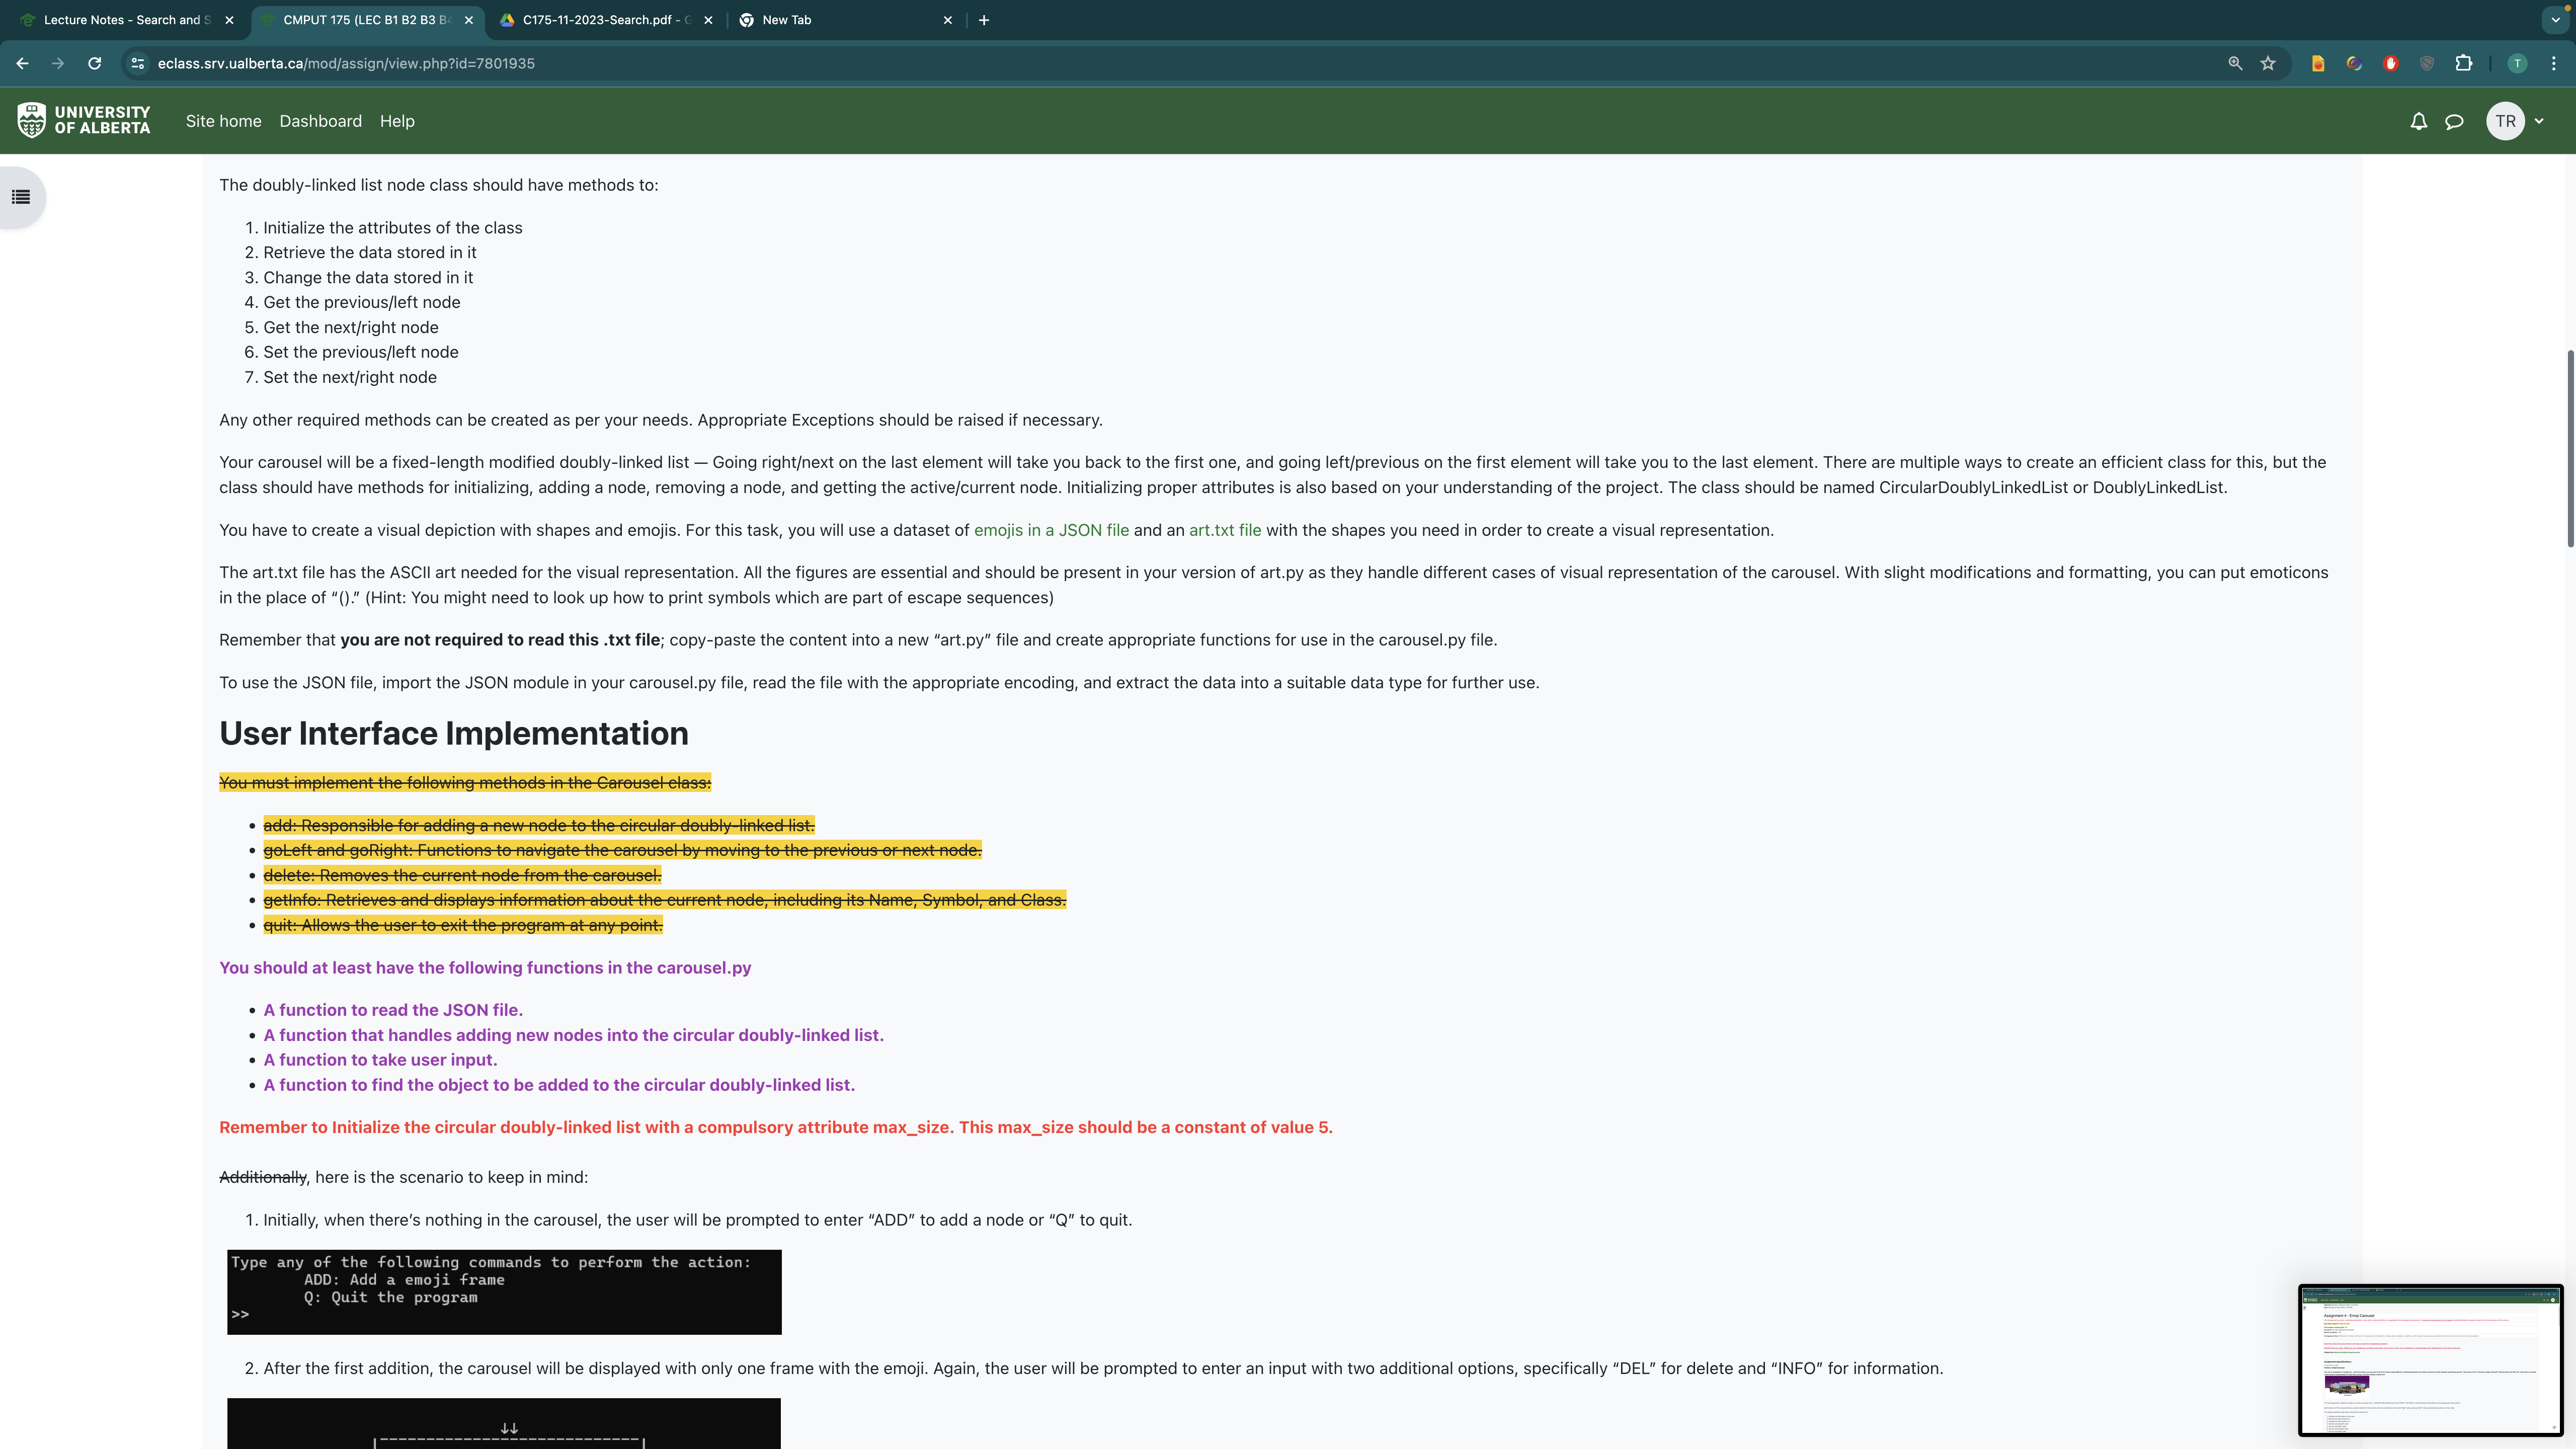 Lecture Notes - Search and S
CMPUT 175 (LEC B1 B2 B3 B4
C175-11-2023-Search.pdf - G
New Tab
eclass.srv.ualberta.ca/mod/assign/view.php?id=7801935
T
UNIVERSITY
OF ALBERTA
Site home
Dashboard
Help
TR
The doubly-linked list node class should have methods to:
1. Initialize the attributes of the class
2. Retrieve the data stored in it
3. Change the data stored in it
4. Get the previous/left node
5. Get the next/right node
6. Set the previous/left node
7. Set the next/right node
Any other required methods can be created as per your needs. Appropriate Exceptions should be raised if necessary.
Your carousel will be a fixed-length modified doubly-linked list — Going right/next on the last element will take you back to the first one, and going left/previous on the first element will take you to the last element. There are multiple ways to create an efficient class for this, but the
class should have methods for initializing, adding a node, removing a node, and getting the active/current node. Initializing proper attributes is also based on your understanding of the project. The class should be named CircularDoublyLinkedList or DoublyLinkedList.
You have to create a visual depiction with shapes and emojis. For this task, you will use a dataset of emojis in a JSON file and an art.txt file with the shapes you need in order to create a visual representation.
The art.txt file has the ASCII art needed for the visual representation. All the figures are essential and should be present in your version of art.py as they handle different cases of visual representation of the carousel. With slight modifications and formatting, you can put emoticons
in the place of “().” (Hint: You might need to look up how to print symbols which are part of escape sequences)
Remember that you are not required to read this .txt file; copy-paste the content into a new “art.py” file and create appropriate functions for use in the carousel.py file.
To use the JSON file, import the JSON module in your carousel.py file, read the file with the appropriate encoding, and extract the data into a suitable data type for further use.
User Interface Implementation
You must implement the following methods in the Carousel class:
• add: Responsible for adding a new node to the circular doubly-linked list.
• goLeft and goRight: Functions to navigate the carousel by moving to the previous or next node.
• delete: Removes the current node from the carousel.
• getInfo: Retrieves and displays information about the current node, including its Name, Symbol, and Class.
• quit: Allows the user to exit the program at any point.
You should at least have the following functions in the carousel.py
• A function to read the JSON file.
• A function that handles adding new nodes into the circular doubly-linked list.
• A function to take user input.
• A function to find the object to be added to the circular doubly-linked list.
Remember to Initialize the circular doubly-linked list with a compulsory attribute max_size. This max_size should be a constant of value 5.
Additionally, here is the scenario to keep in mind:
1. Initially, when there’s nothing in the carousel, the user will be prompted to enter “ADD” to add a node or “Q” to quit.
Type any of the following commands to perform the action:
ADD: Add a emoji frame
Q: Quit the program
>>
2. After the first addition, the carousel will be displayed with only one frame with the emoji. Again, the user will be prompted to enter an input with two additional options, specifically “DEL” for delete and “INFO” for information.